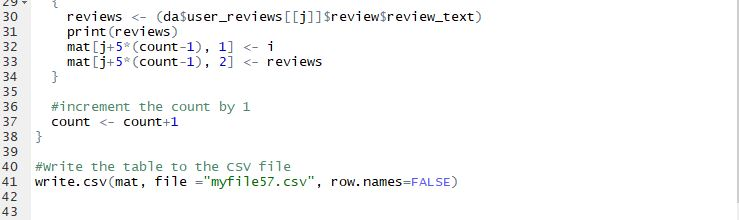 29 {
30 reviews <- (da$user_reviews[[j]]$review$review_text)
31 print(reviews)
32 mat[j+5*(count-1), 1] <- i
33 mat[j+5*(count-1), 2] <- reviews
34 }
35
36 #increment the count by 1
37 count <- count+1
38 }
39
40 #Write the table to the CSV file
41 write.csv(mat, file ="myfile57.csv", row.names=FALSE)
42
43